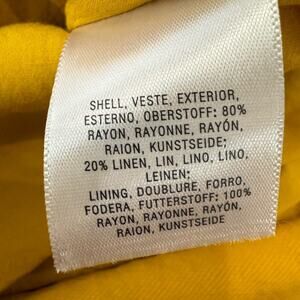 SHELL, VESTE, EXTERIOR,
ESTERNO, OBERSTOFF: 80%
RAYON, RAYONNE, RAYÓN,
RAION, KUNSTSEIDE;
20% LINEN, LIN, LINO, LINO,
LEINEN;
LINING, DOUBLURE, FORRO,
FODERA, FUTTERSTOFF: 100%
RAYON, RAYONNE, RAYÓN,
RAION, KUNSTSEIDE